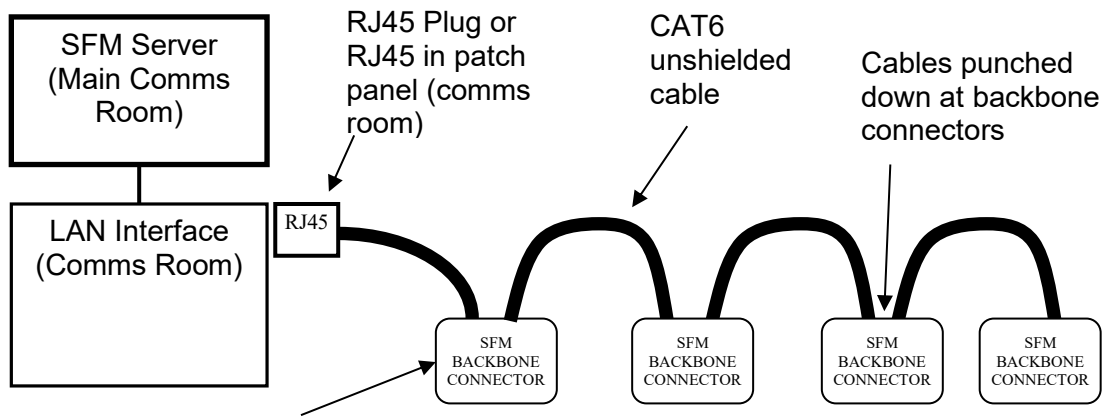 SFM Server
(Main Comms
Room)
RJ45 Plug or
RJ45 in patch
panel (comms
room)
CAT6
unshielded
cable
Cables punched
down at backbone
connectors
LAN Interface
(Comms Room)
RJ45
SFM
BACKBONE
CONNECTOR
SFM
BACKBONE
CONNECTOR
SFM
BACKBONE
CONNECTOR
SFM
BACKBONE
CONNECTOR